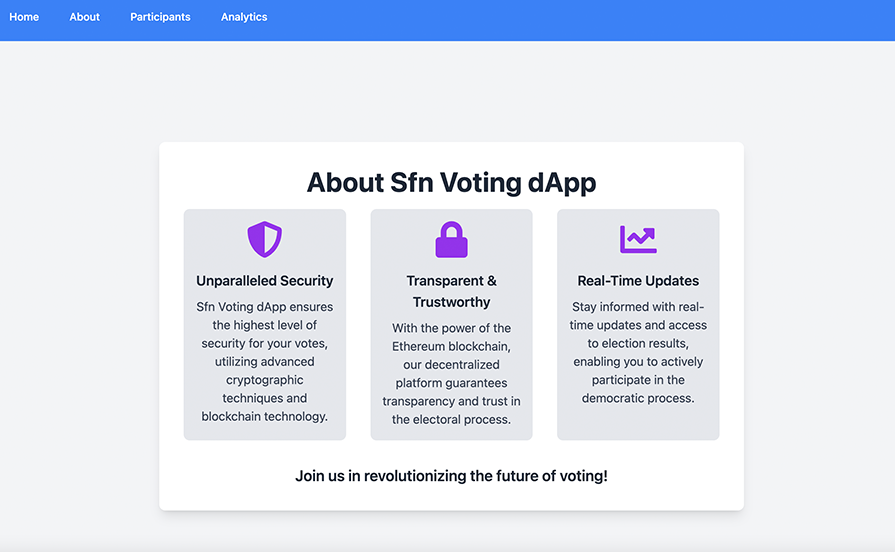 Home About Participants Analytics
About Sfn Voting dApp
Unparalleled Security
Sfn Voting dApp ensures
the highest level of
security for your votes,
utilizing advanced
cryptographic
techniques and
blockchain technology.
Transparent &
Trustworthy
With the power of the
Ethereum blockchain,
our decentralized
platform guarantees
transparency and trust in
the electoral process.
Real-Time Updates
Stay informed with real-
time updates and access
to election results,
enabling you to actively
participate in the
democratic process.
Join us in revolutionizing the future of voting!